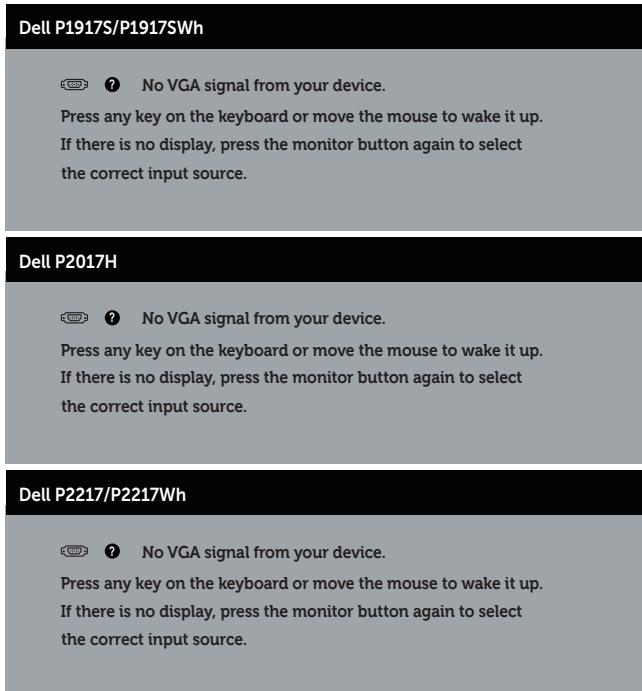 Dell P1917S/P1917SWh
? No VGA signal from your device.
Press any key on the keyboard or move the mouse to wake it up.
If there is no display, press the monitor button again to select
the correct input source.
Dell P2017H
? No VGA signal from your device.
Press any key on the keyboard or move the mouse to wake it up.
If there is no display, press the monitor button again to select
the correct input source.
Dell P2217/P2217Wh
? No VGA signal from your device.
Press any key on the keyboard or move the mouse to wake it up.
If there is no display, press the monitor button again to select
the correct input source.